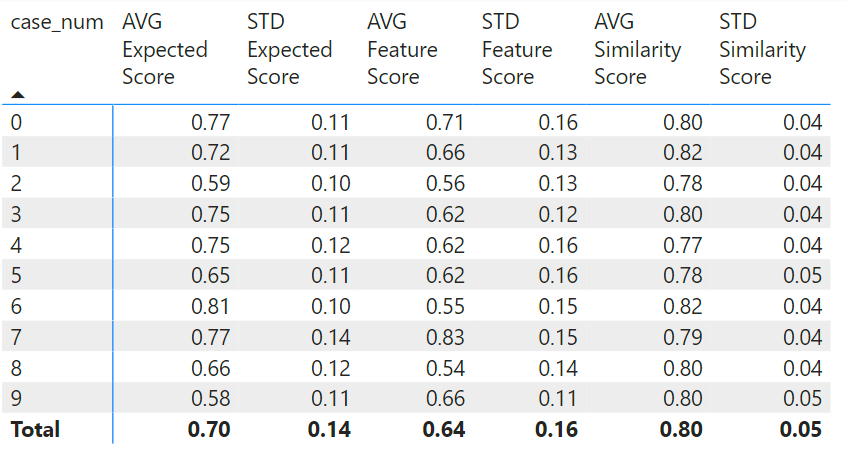 case_num AVG Expected Score STD Expected Score AVG Feature Score STD Feature Score AVG Similarity Score STD Similarity Score
0 0.77 0.11 0.71 0.16 0.80 0.04
1 0.72 0.11 0.66 0.13 0.82 0.04
2 0.59 0.10 0.56 0.13 0.78 0.04
3 0.75 0.11 0.62 0.12 0.80 0.04
4 0.75 0.12 0.62 0.16 0.77 0.04
5 0.65 0.11 0.62 0.16 0.78 0.05
6 0.81 0.10 0.55 0.15 0.82 0.04
7 0.77 0.14 0.83 0.15 0.79 0.04
8 0.66 0.12 0.54 0.14 0.80 0.04
9 0.58 0.11 0.66 0.11 0.80 0.05
Total 0.70 0.14 0.64 0.16 0.80 0.05